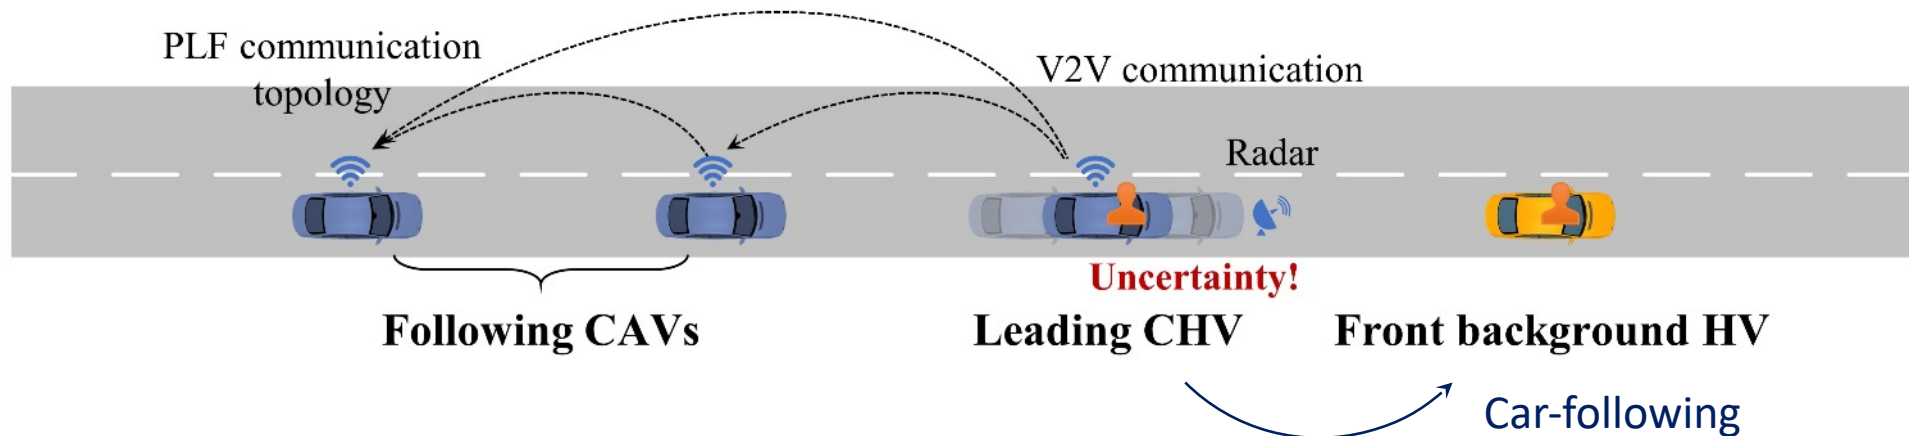 PLF communication
topology
V2V communication
Radar
Uncertainty!
Following CAVs
Leading CHV
Front background HV
Car-following